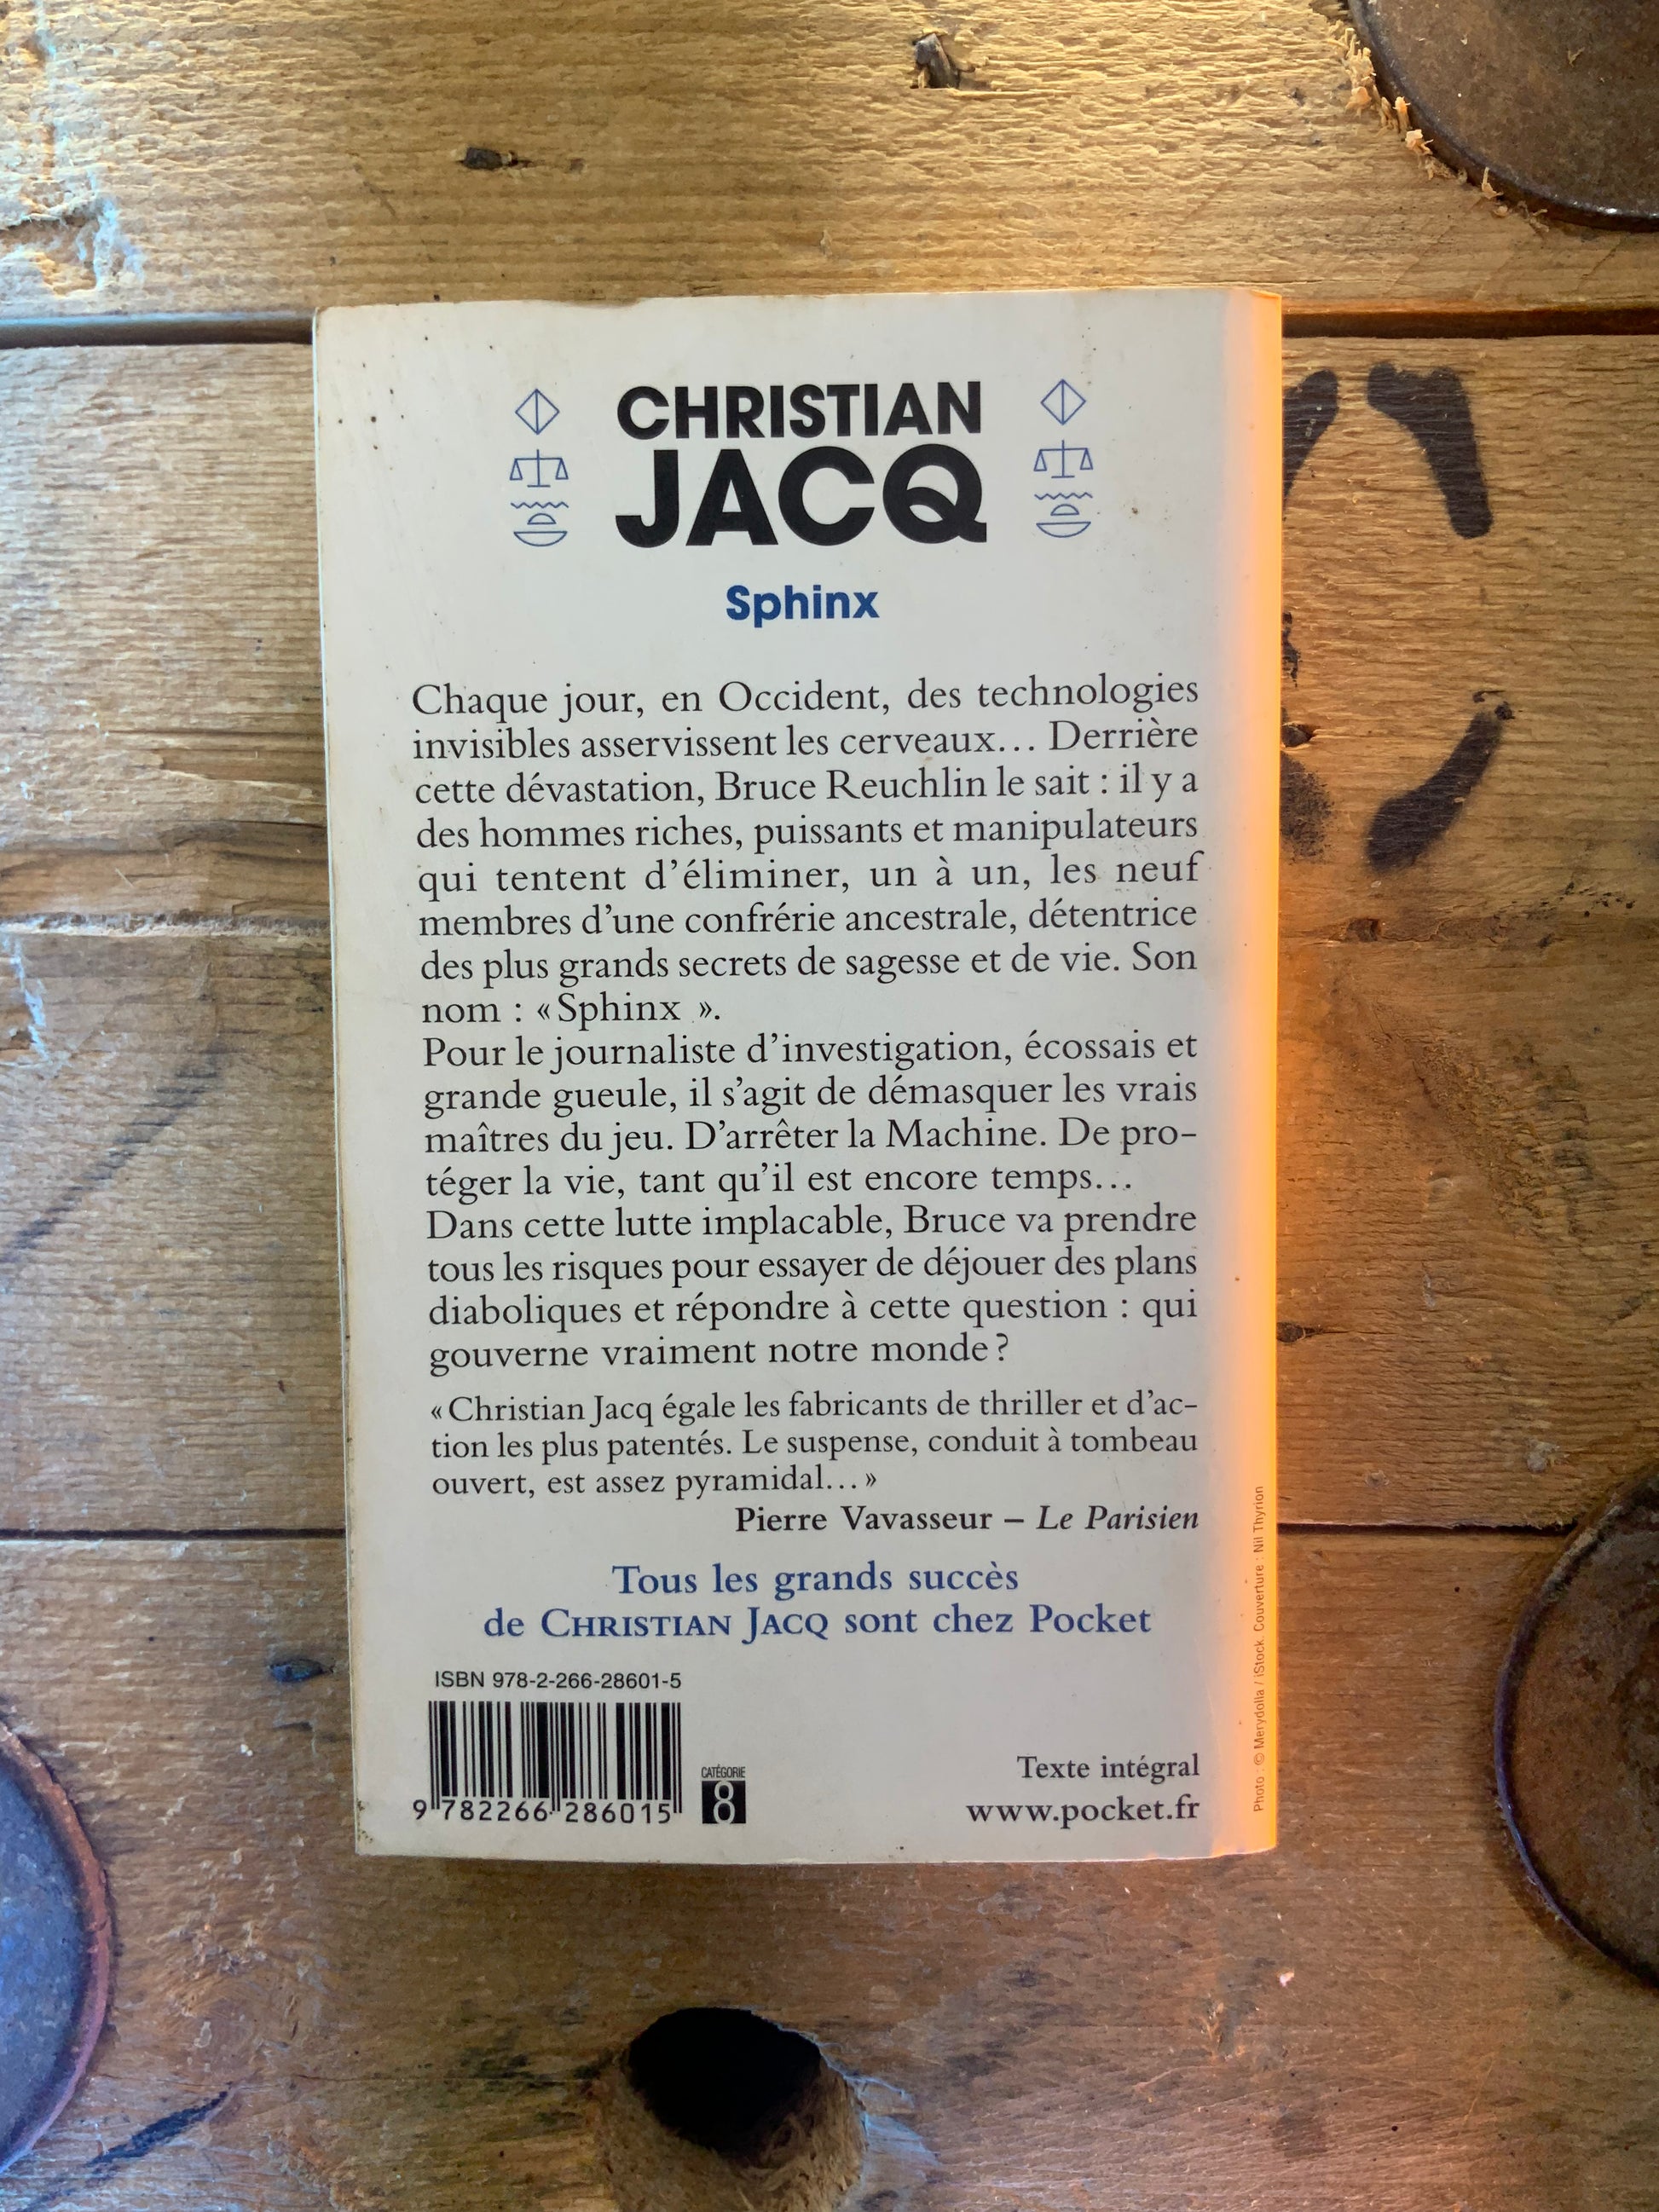 CHRISTIAN
JACQ
Sphinx
Chaque jour, en Occident, des technologies
invisibles asservissent les cerveaux… Derrière
cette dévastation, Bruce Reuchlin le sait : il y a
des hommes riches, puissants et manipulateurs
qui tentent d'éliminer, un à un, les neuf
membres d'une confrérie ancestrale, détentrice
des plus grands secrets de sagesse et de vie. Son
nom : « Sphinx ».
Pour le journaliste d'investigation, écossais et
grande gueule, il s'agit de démasquer les vrais
maîtres du jeu. D'arrêter la Machine. De pro-
téger la vie, tant qu'il est encore temps…
Dans cette lutte implacable, Bruce va prendre
tous les risques pour essayer de déjouer des plans
diaboliques et répondre à cette question : qui
gouverne vraiment notre monde ?
« Christian Jacq égale les fabricants de thriller et d'ac-
tion les plus patentés. Le suspense, conduit à tombeau
ouvert, est assez pyramidal… »
Pierre Vavasseur – Le Parisien
Tous les grands succès
de CHRISTIAN JACQ sont chez Pocket
ISBN 978-2-266-28601-5
9 782266 286015
CATÉGORIE
8
Texte intégral
www.pocket.fr
Photo : © Merydolla / iStock. Couverture : Nil Thyrion